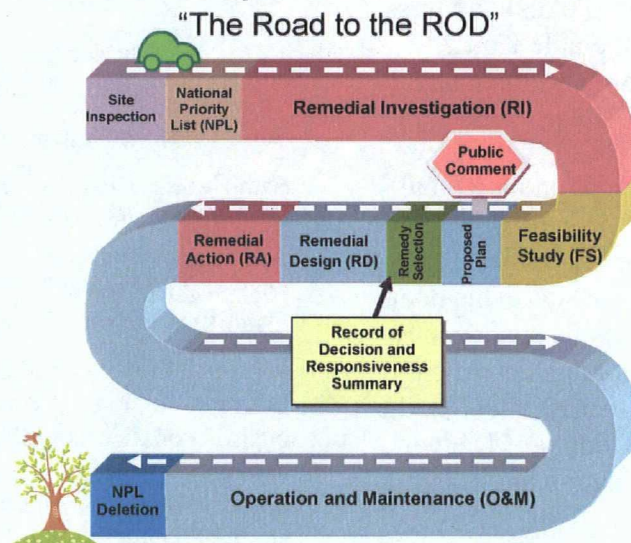 “The Road to the ROD”
Site
Inspection
National
Priority
List (NPL)
Remedial Investigation (RI)
Public
Comment
Remedial
Action (RA)
Remedial
Design (RD)
Remedy
Selection
Proposed
Plan
Feasibility
Study (FS)
Record of
Decision and
Responsiveness
Summary
NPL
Deletion
Operation and Maintenance (O&M)